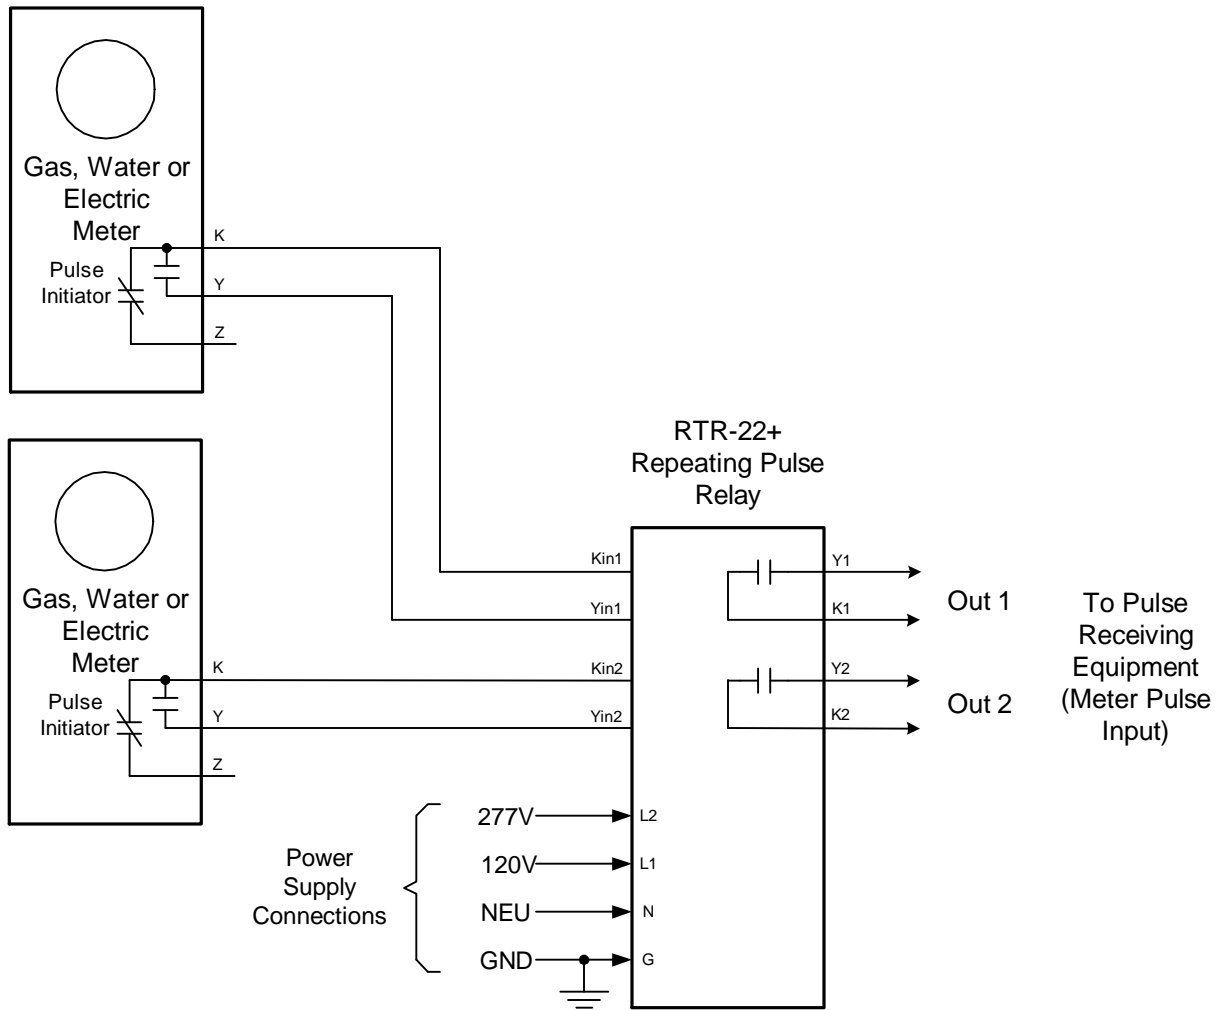 Gas, Water or
Electric
Meter
Pulse
Initiator
K
Y
Z
Gas, Water or
Electric
Meter
Pulse
Initiator
K
Y
Z
RTR-22+
Repeating Pulse
Relay
Kin1
Yin1
Kin2
Yin2
Y1
K1
Y2
K2
Out 1
Out 2
To Pulse
Receiving
Equipment
(Meter Pulse
Input)
Power
Supply
Connections
277V
L2
120V
L1
NEU
N
GND
G